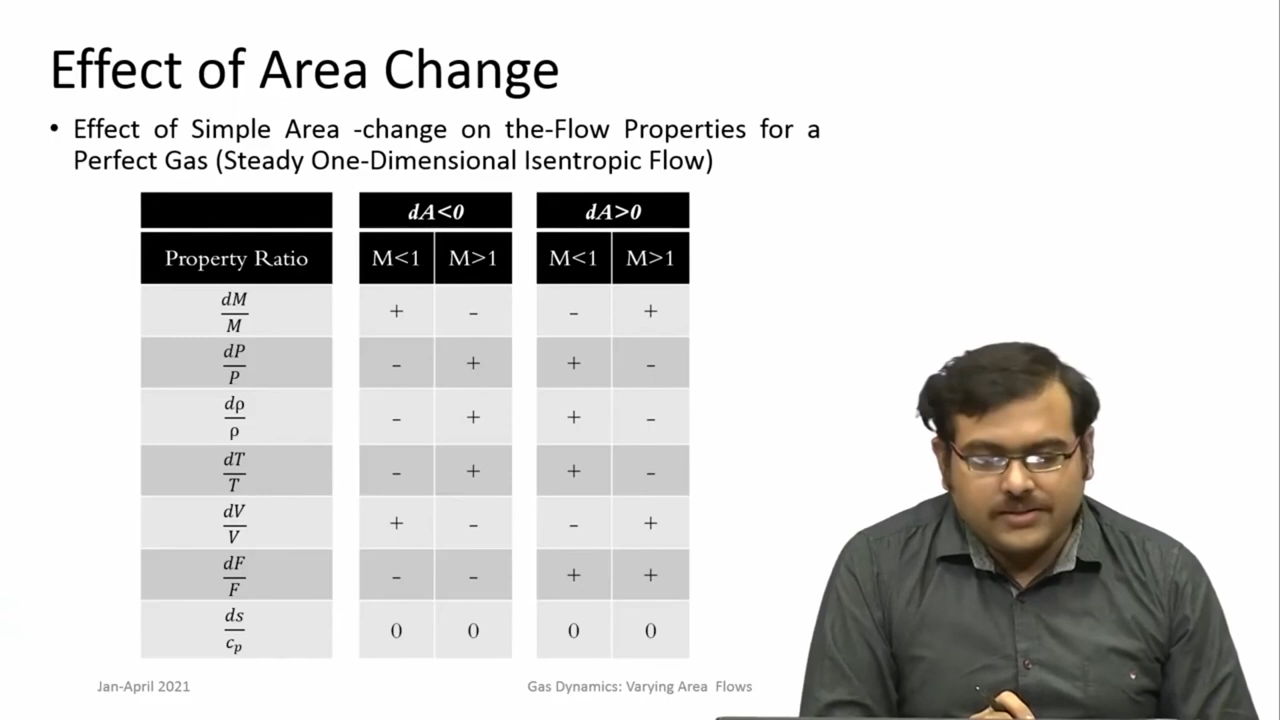 Effect of Area Change
• Effect of Simple Area -change on the-Flow Properties for a
Perfect Gas (Steady One-Dimensional Isentropic Flow)
dA<0 dA>0
Property Ratio M<1 M>1 M<1 M>1
dM/M + - - +
dP/P - + + -
dρ/ρ - + + -
dT/T - + + -
dV/V + - - +
dF/F - - + +
ds/c_p 0 0 0 0
Jan-April 2021 Gas Dynamics: Varying Area Flows